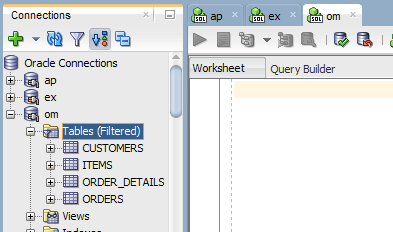 Connections
ap
ex
om
Worksheet
Query Builder
Oracle Connections
ap
ex
om
Tables (Filtered)
CUSTOMERS
ITEMS
ORDER_DETAILS
ORDERS
Views
Indexes